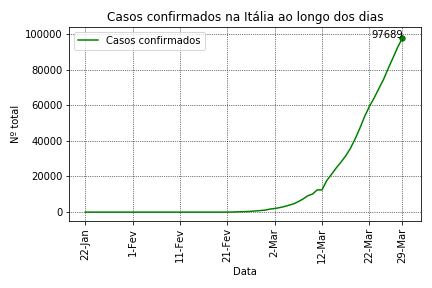 Casos confirmados na Itália ao longo dos dias
Casos confirmados
97689
100000
80000
60000
40000
20000
0
Nº total
22-Jan
1-Fev
11-Fev
21-Fev
2-Mar
12-Mar
22-Mar
29-Mar
Data